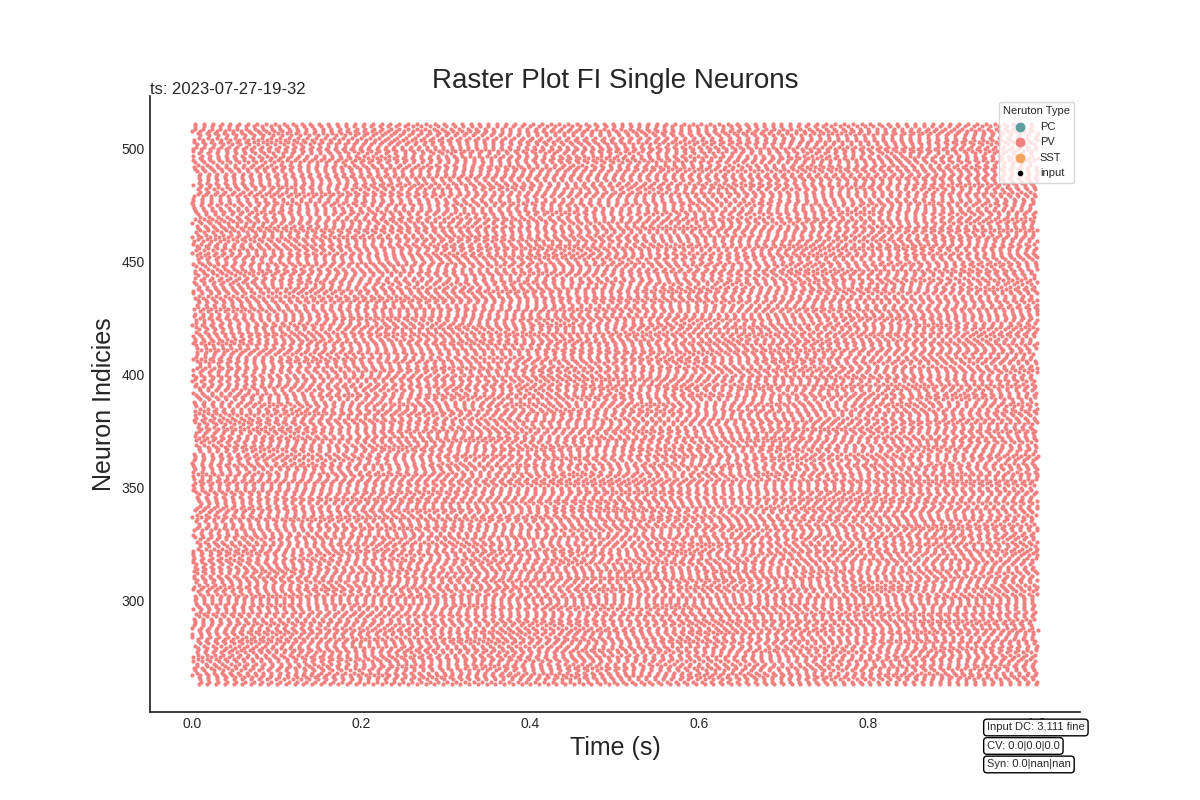 Raster Plot FI Single Neurons
ts: 2023-07-27-19-32
Neruton Type
PC
PV
SST
input
500
450
400
350
300
Neuron Indicies
0.0
0.2
0.4
0.6
0.8
Time (s)
Input DC: 3,111 fine
CV: 0.0|0.0|0.0
Syn: 0.0|nan|nan